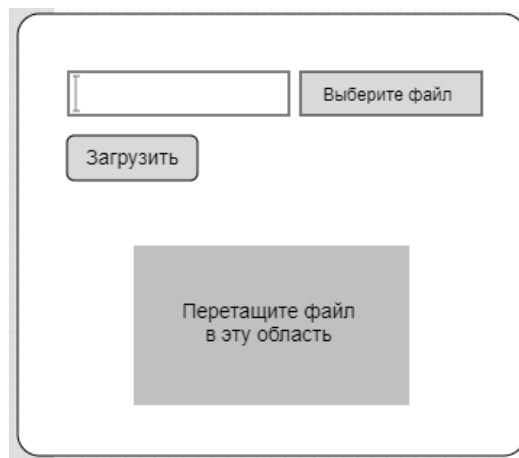 Выберите файл
Загрузить
Перетащите файл
в эту область